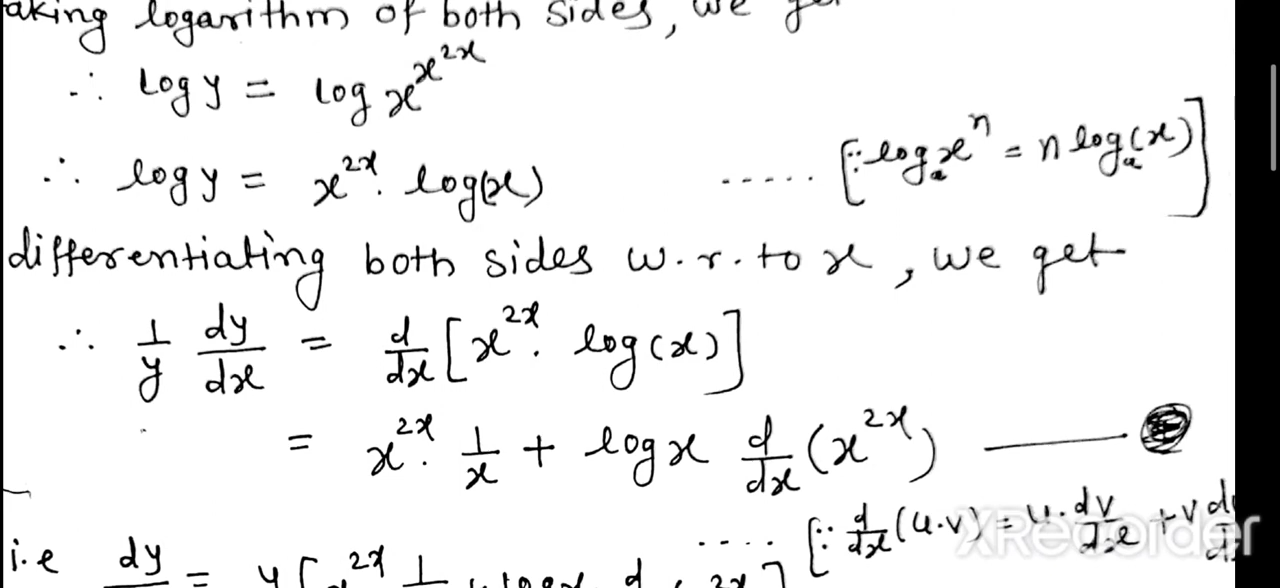 aking logarithm of both sides, we get
∴ log y = log x^x^2x
∴ log y = x^2x . log(x) ..... [∵ log_a x^n = n log_a(x)]
differentiating both sides w.r.to x, we get
∴ 1/y dy/dx = d/dx [x^2x . log(x)]
= x^2x . 1/x + log x d/dx (x^2x)
.... [∵ d/dx (u.v) = u. dv/dx + v du
i.e dy = y [x^2x 1
XRecorder